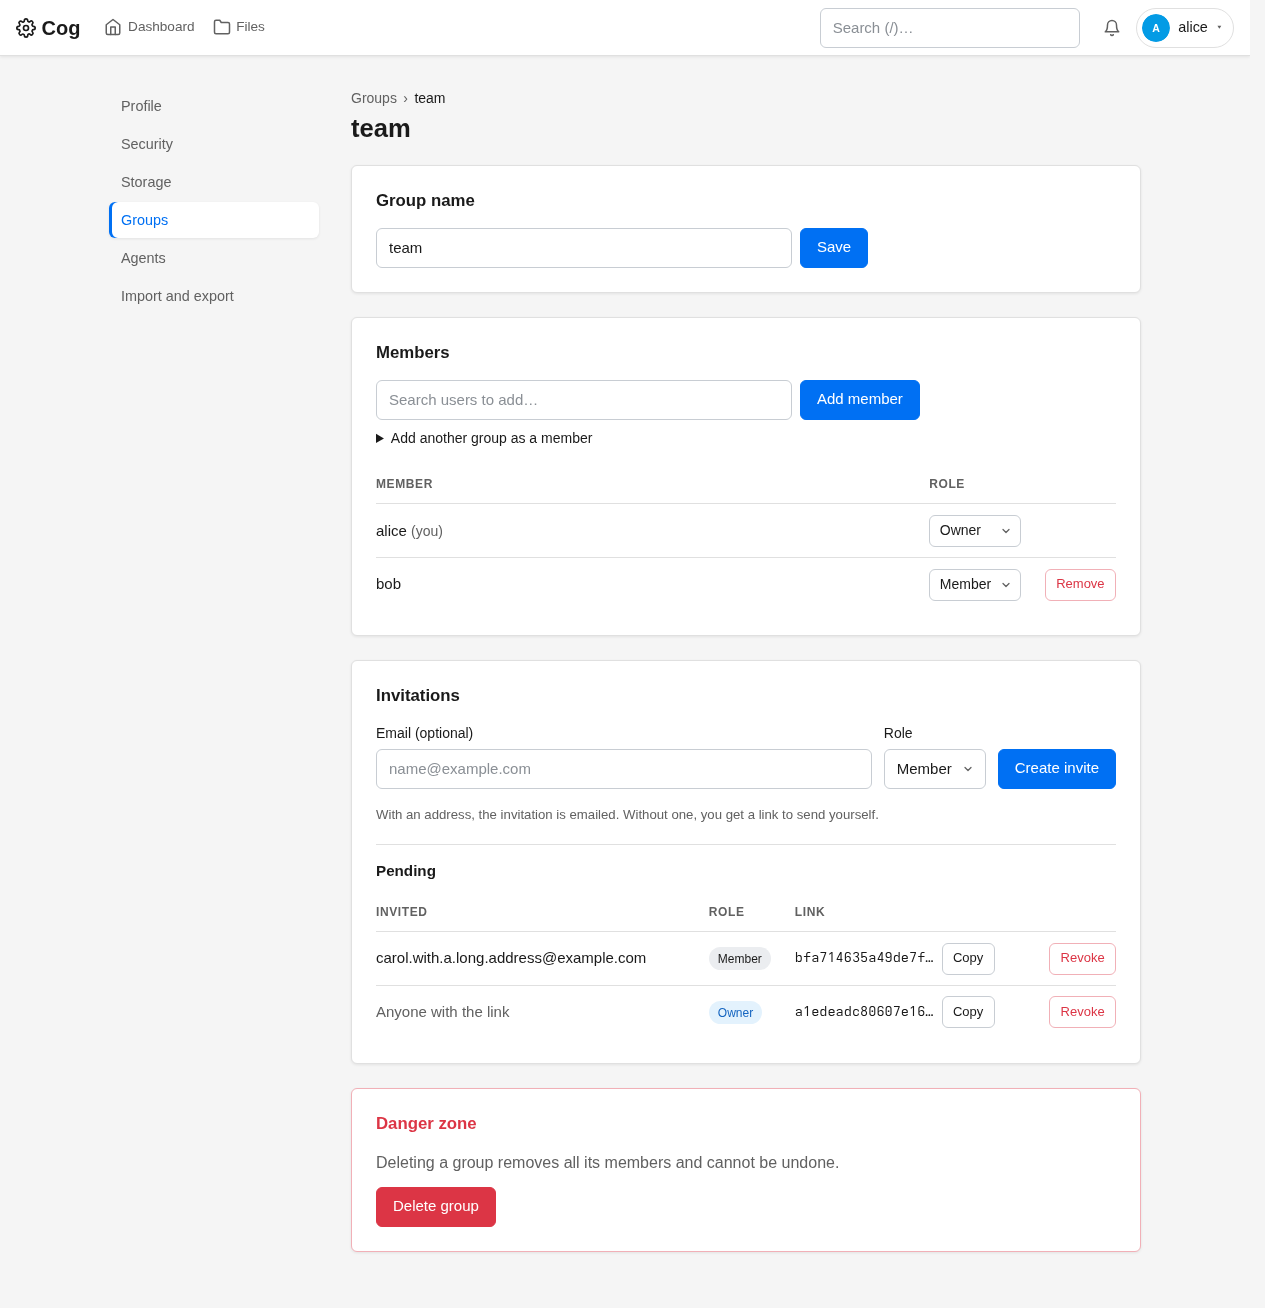 Cog Dashboard Files Search (/)… A alice
Profile
Security
Storage
Groups
Agents
Import and export
Groups › team
team
Group name
team Save
Members
Search users to add… Add member
Add another group as a member
MEMBER ROLE
alice (you) Owner
bob Member Remove
Invitations
Email (optional) Role
name@example.com Member Create invite
With an address, the invitation is emailed. Without one, you get a link to send yourself.
Pending
INVITED ROLE LINK
carol.with.a.long.address@example.com Member bfa714635a49de7f… Copy Revoke
Anyone with the link Owner a1edeadc80607e16… Copy Revoke
Danger zone
Deleting a group removes all its members and cannot be undone.
Delete group